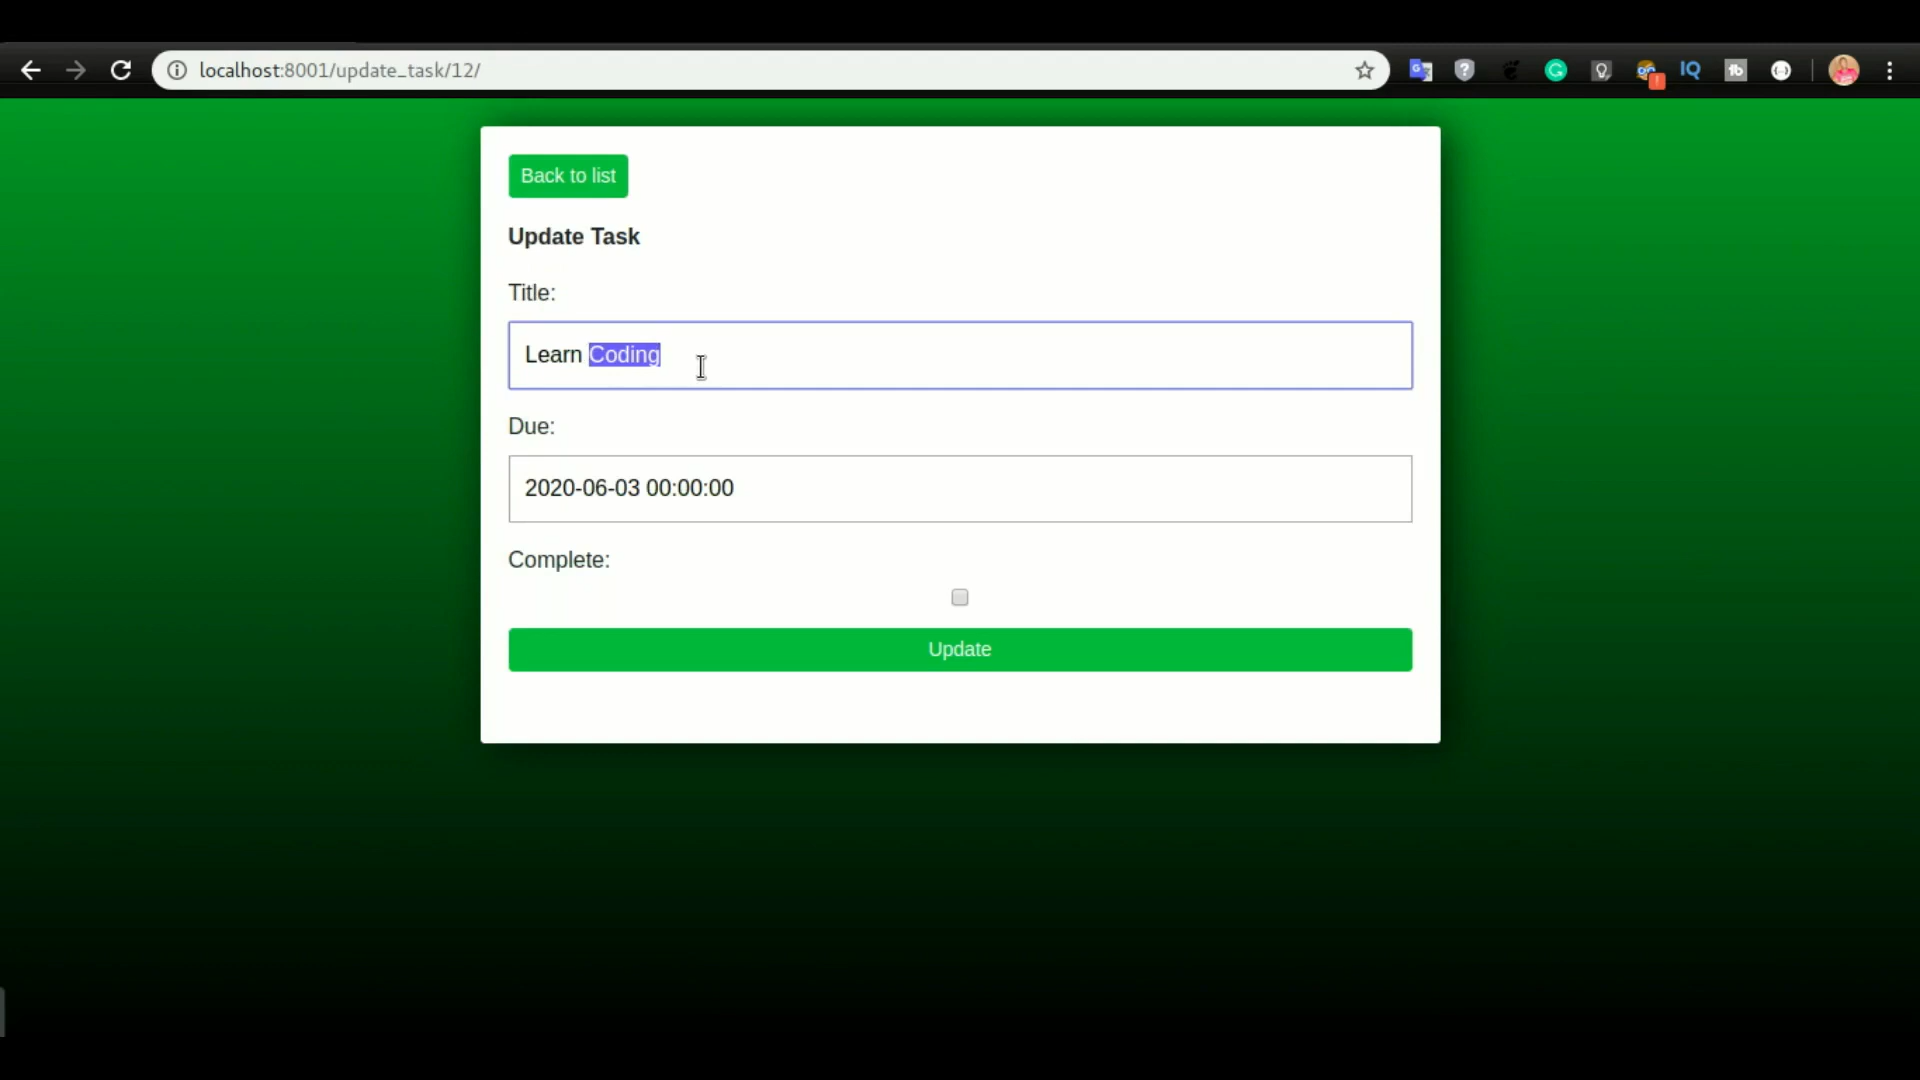 localhost:8001/update_task/12/
Back to list
Update Task
Title:
Learn Coding
Due:
2020-06-03 00:00:00
Complete:
Update